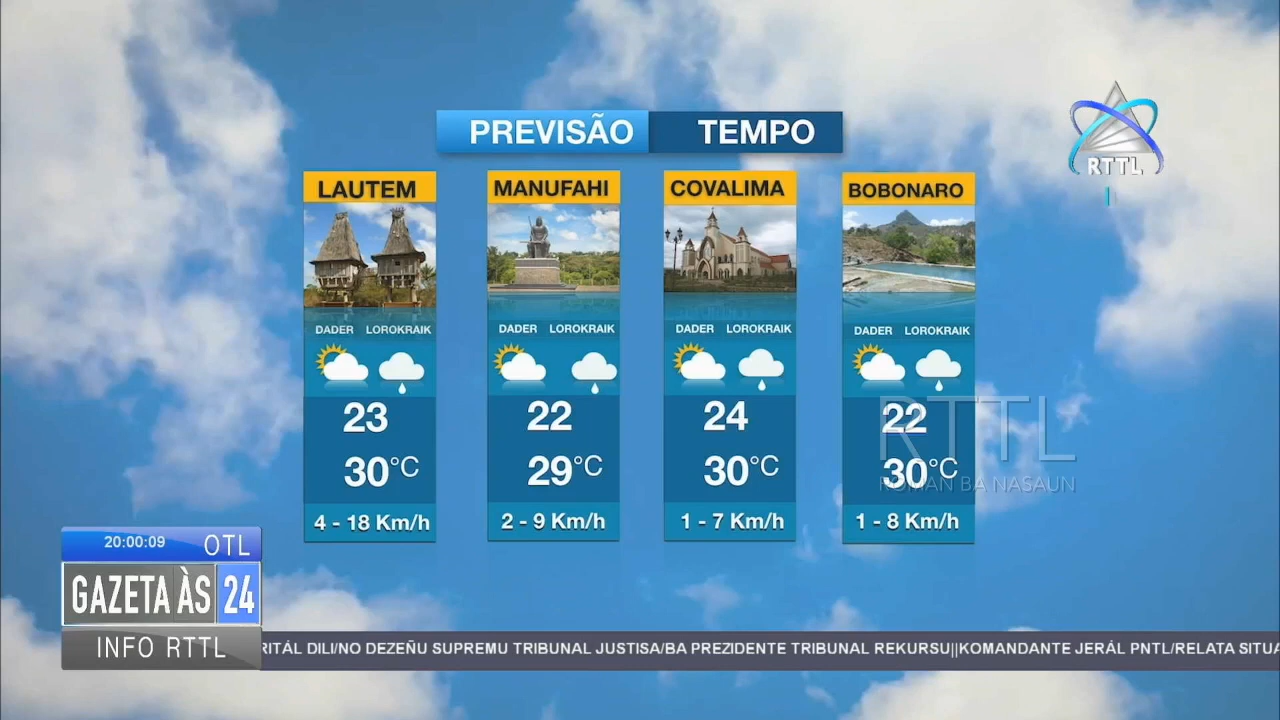 PREVISÃO TEMPO
RTTL
LAUTEM
DADER LOROKRAIK
23
30°C
4 - 18 Km/h
MANUFAHI
DADER LOROKRAIK
22
29°C
2 - 9 Km/h
COVALIMA
DADER LOROKRAIK
24
30°C
1 - 7 Km/h
BOBONARO
DADER LOROKRAIK
22
30°C
1 - 8 Km/h
RTTL
ROMAN BA NASAUN
20:00:09 OTL
GAZETA ÀS 24
INFO RTTL
RITÁL DILI/NO DEZEÑU SUPREMU TRIBUNAL JUSTISA/BA PREZIDENTE TRIBUNAL REKURSU||KOMANDANTE JERÁL PNTL/RELATA SITUA